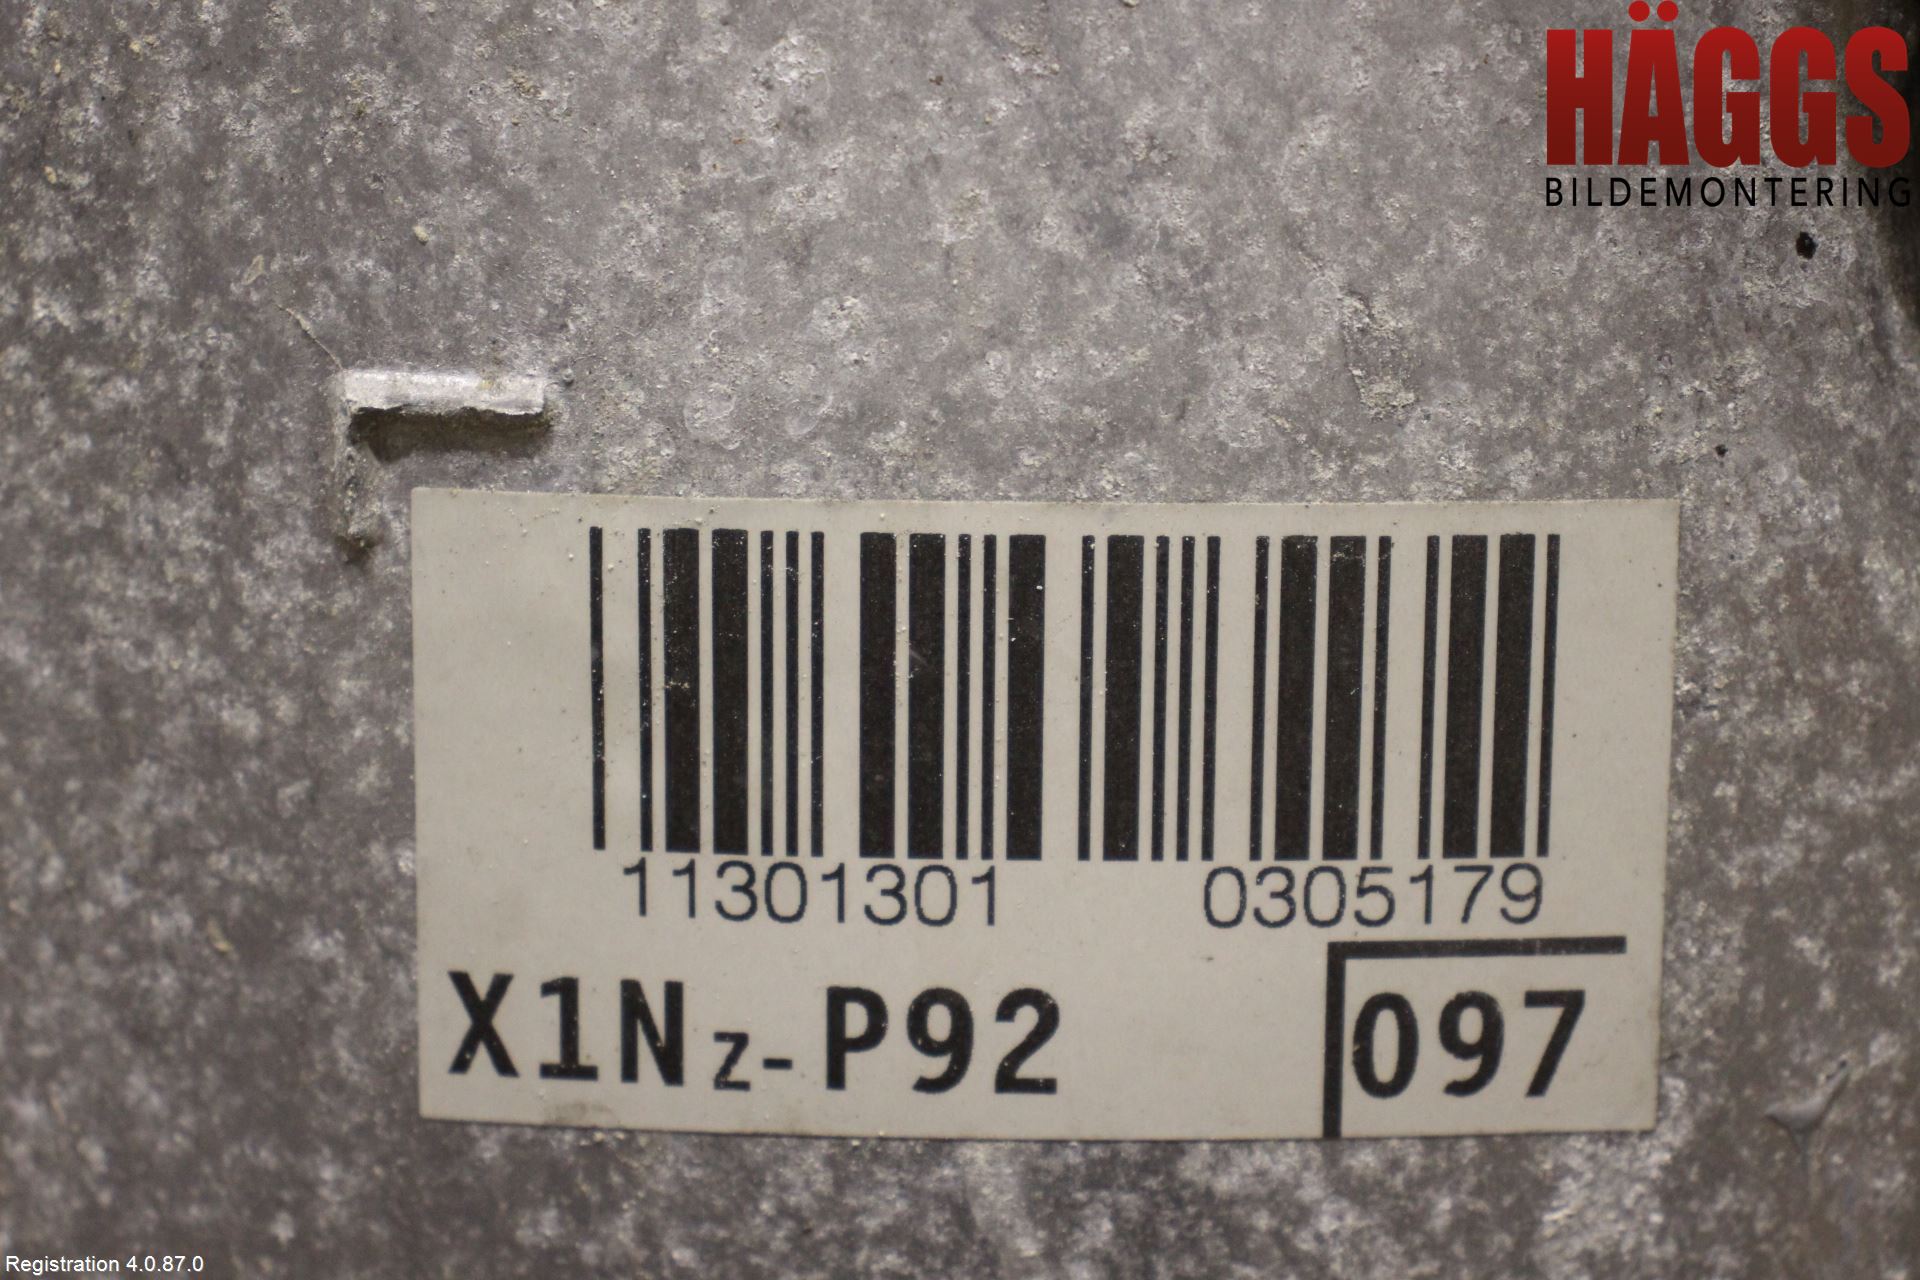 HÄGGS
BILDEMONTERING
11301301 0305179
X1Nz-P92 097
Registration 4.0.87.0